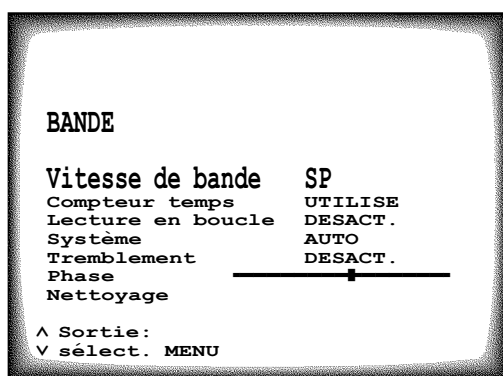 BANDE
Vitesse de bande SP
Compteur temps UTILISE
Lecture en boucle DESACT.
Système AUTO
Tremblement DESACT.
Phase
Nettoyage
∧ Sortie:
∨ sélect. MENU